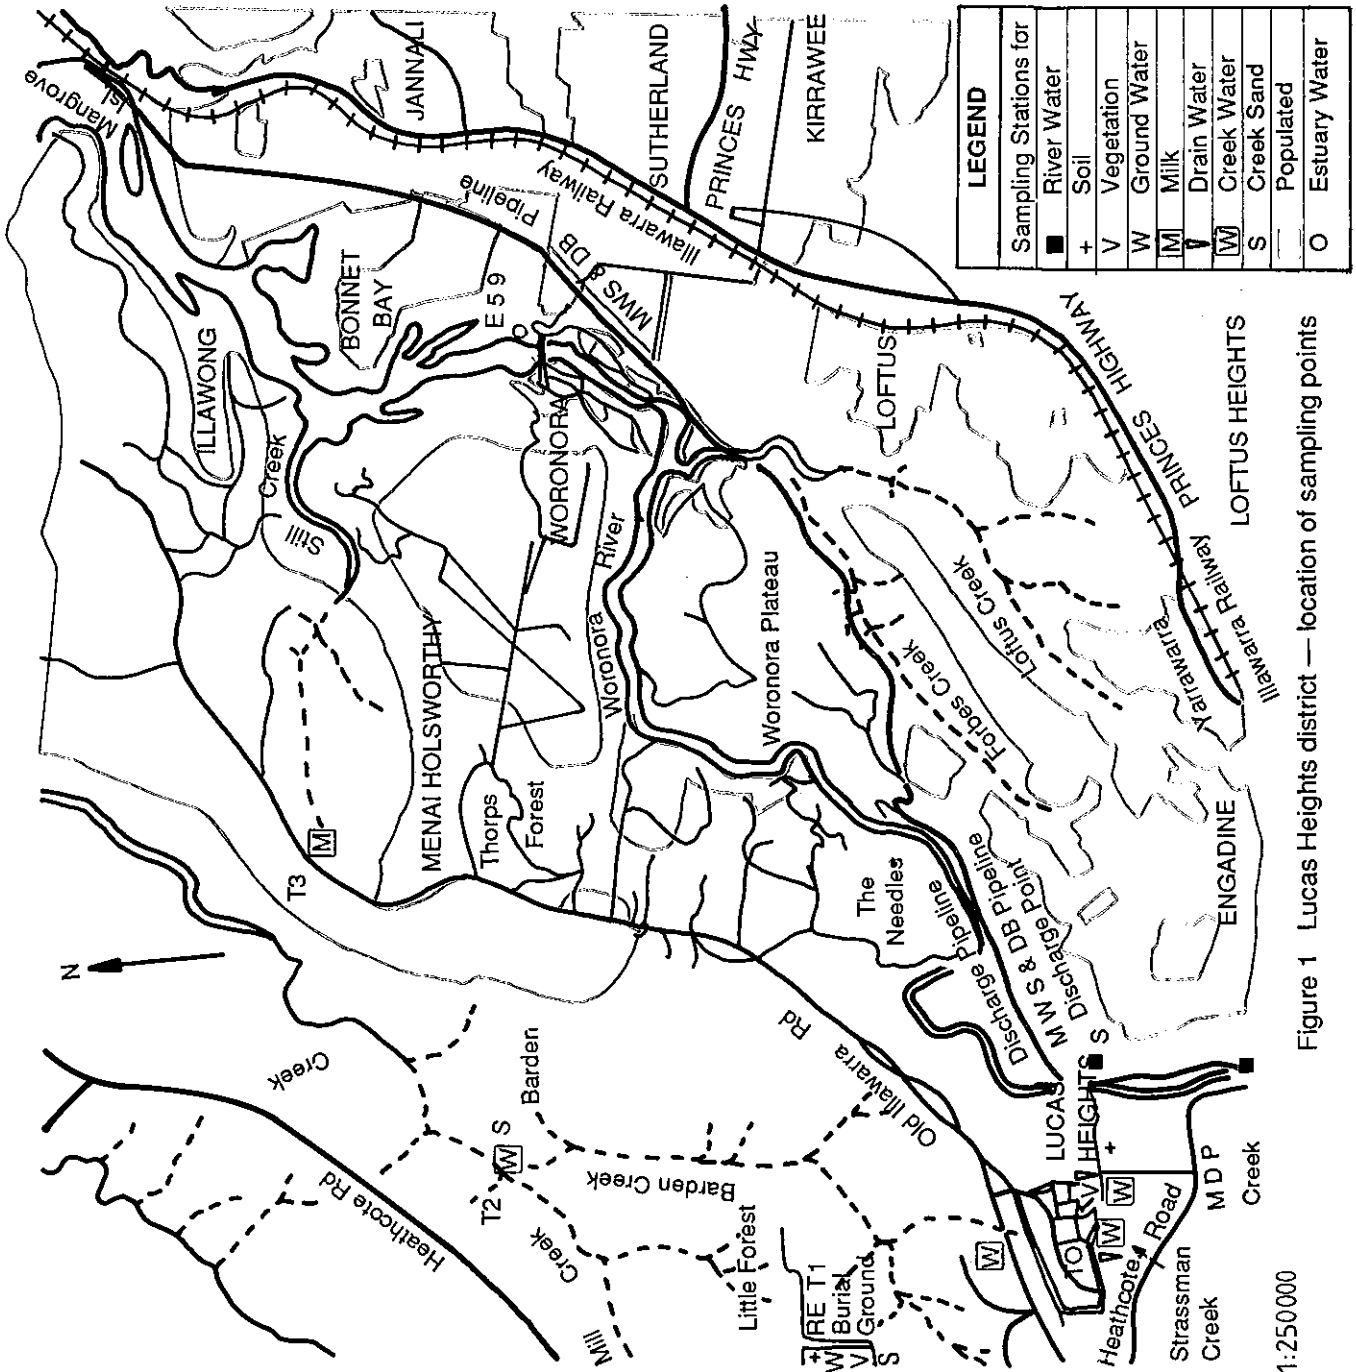 Mangrove
Isl
JANNALI
ILLAWONG
BONNET
BAY
Pipeline
Illawarra Railway
SUTHERLAND
PRINCES HWY
KIRRAWEE
E 5 9
MWS & DB
Creek
Still
WORONORA
River
Woronora
LOFTUS
PRINCES HIGHWAY
LOFTUS HEIGHTS
Illawarra Railway
Yarrawarra
MENAI HOLSWORTHY
Thorps
Forest
Woronora Plateau
Forbes Creek
Loftus Creek
T3
M
The
Needles
ENGADINE
N
Discharge Pipeline
M W S & DB Pipeline
Discharge Point
S
Old Illawarra Rd
LUCAS
HEIGHTS
+
Creek
Heathcote Rd
Barden
S
W
T2
Barden Creek
Mill Creek
Little Forest
+ RE T1
W Burial
V Ground
S
W
TO
V
W
W
Heathcote Road
M D P
Creek
Strassman
Creek
1:250000
LEGEND
Sampling Stations for
■ River Water
+ Soil
V Vegetation
W Ground Water
M Milk
Drain Water
W Creek Water
S Creek Sand
Populated
O Estuary Water
Figure 1 Lucas Heights district — location of sampling points